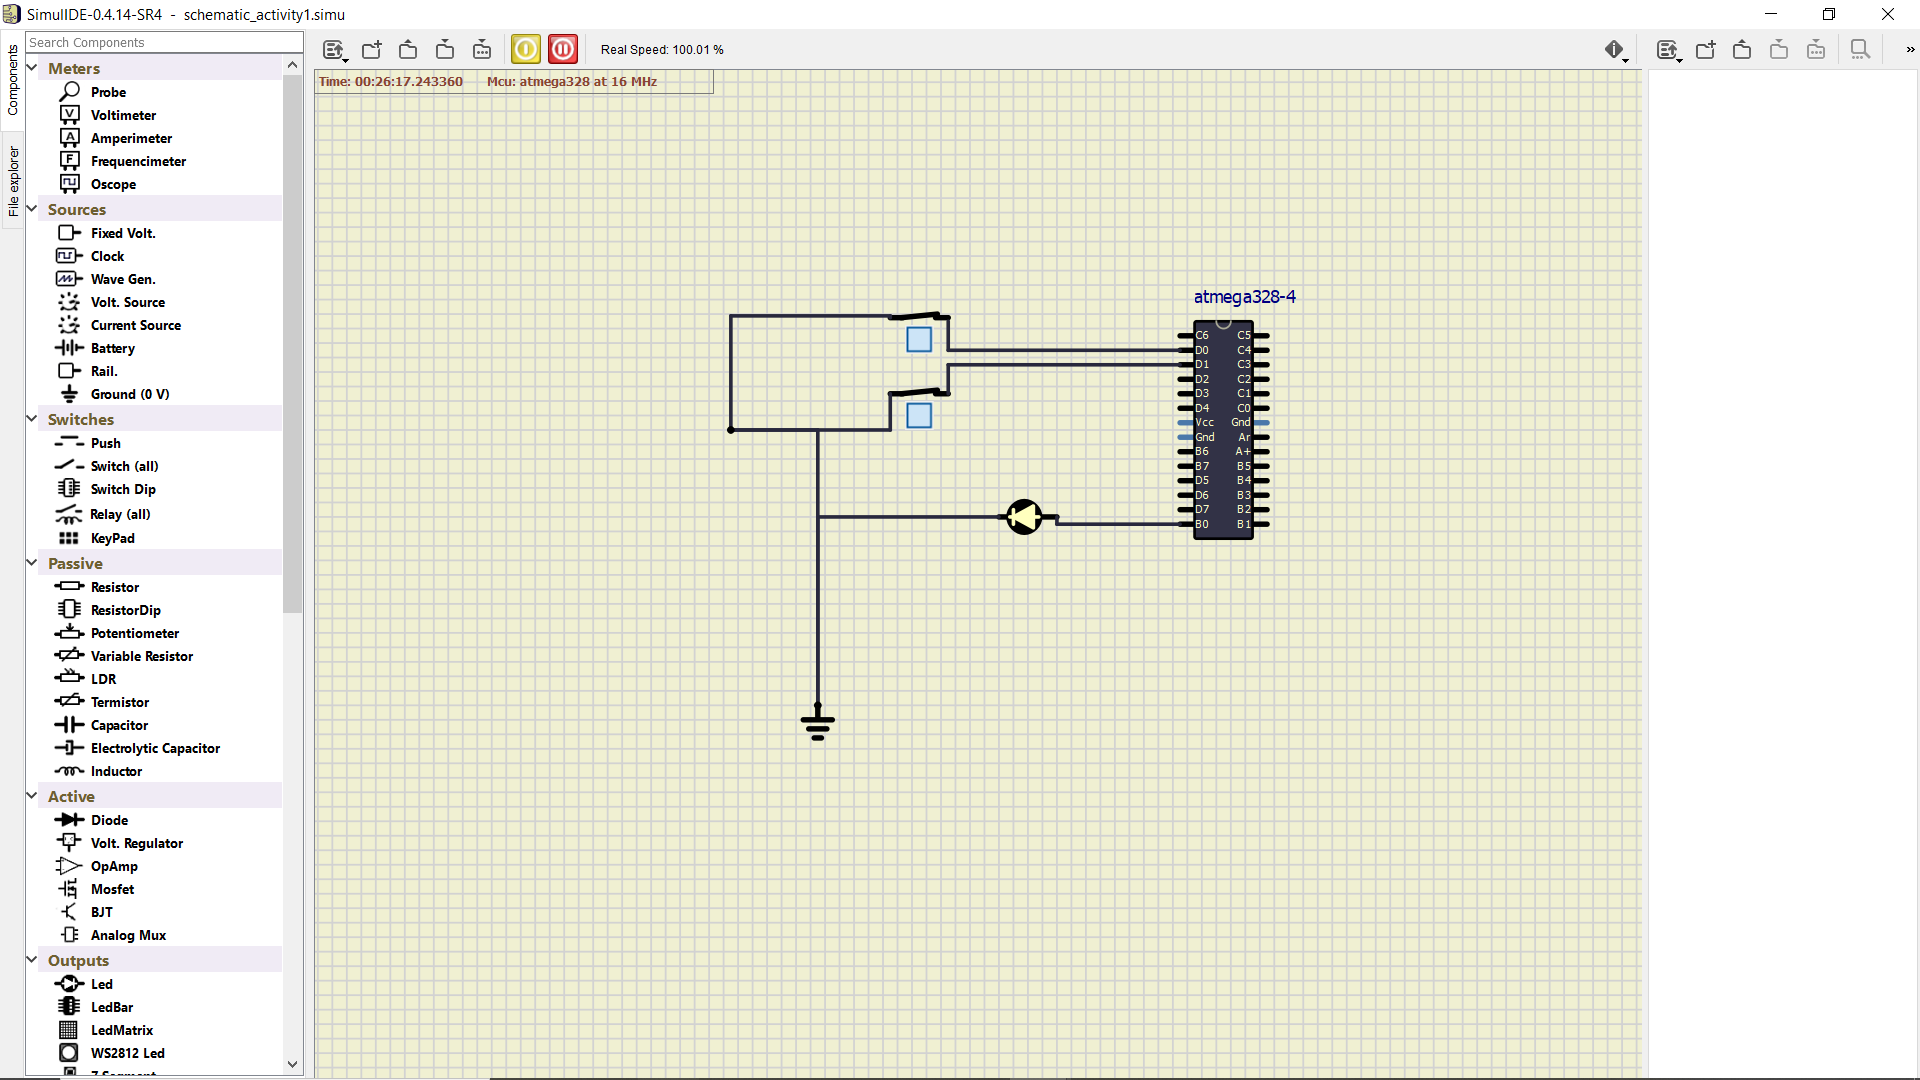 SimulIDE-0.4.14-SR4 - schematic_activity1.simu
Components
File explorer
Search Components
Meters
Probe
Voltimeter
Amperimeter
Frequencimeter
Oscope
Sources
Fixed Volt.
Clock
Wave Gen.
Volt. Source
Current Source
Battery
Rail.
Ground (0 V)
Switches
Push
Switch (all)
Switch Dip
Relay (all)
KeyPad
Passive
Resistor
ResistorDip
Potentiometer
Variable Resistor
LDR
Termistor
Capacitor
Electrolytic Capacitor
Inductor
Active
Diode
Volt. Regulator
OpAmp
Mosfet
BJT
Analog Mux
Outputs
Led
LedBar
LedMatrix
WS2812 Led
7 Segment
Real Speed: 100.01 %
»
Time: 00:26:17.243360 Mcu: atmega328 at 16 MHz
atmega328-4
C6 C5
D0 C4
D1 C3
D2 C2
D3 C1
D4 C0
Vcc Gnd
Gnd Ar
B6 A+
B7 B5
D5 B4
D6 B3
D7 B2
B0 B1